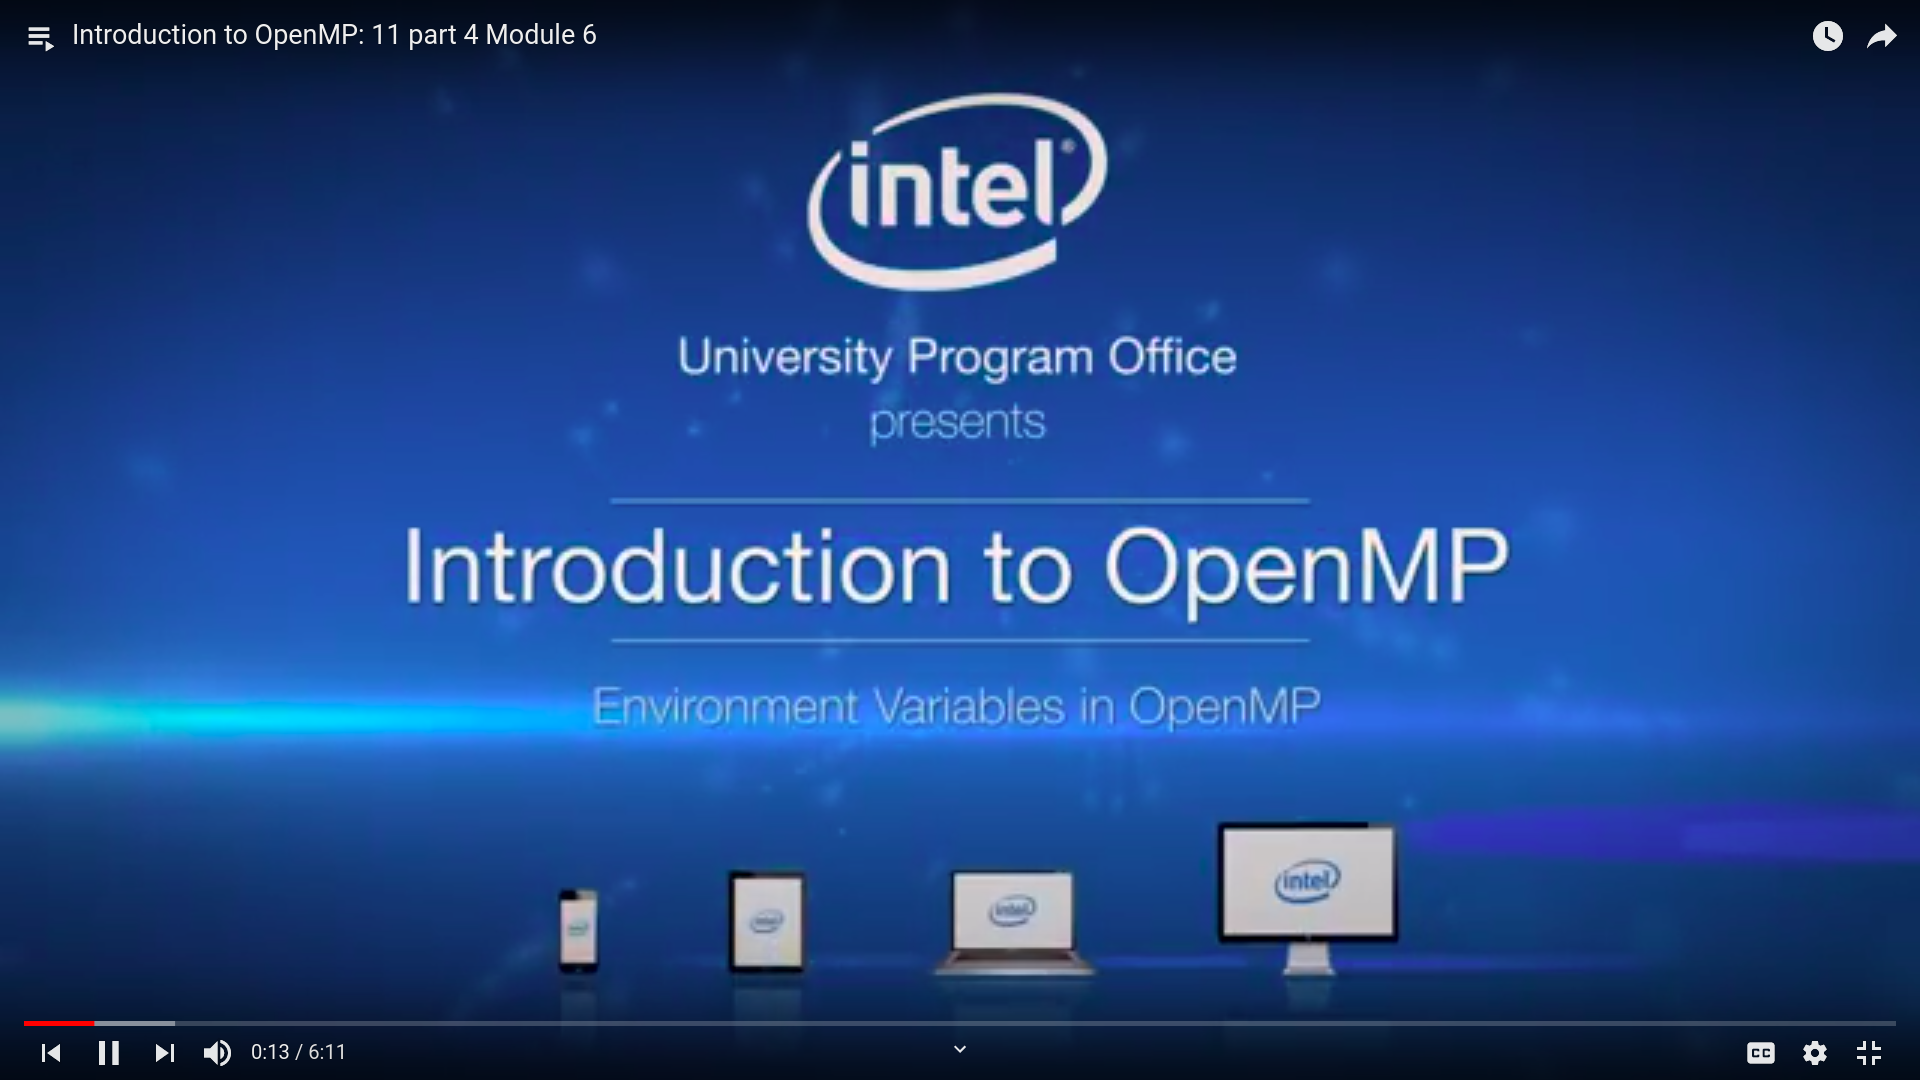 Introduction to OpenMP: 11 part 4 Module 6
intel®
University Program Office
presents
Introduction to OpenMP
Environment Variables in OpenMP
intel
intel
intel
intel
0:13 / 6:11
CC